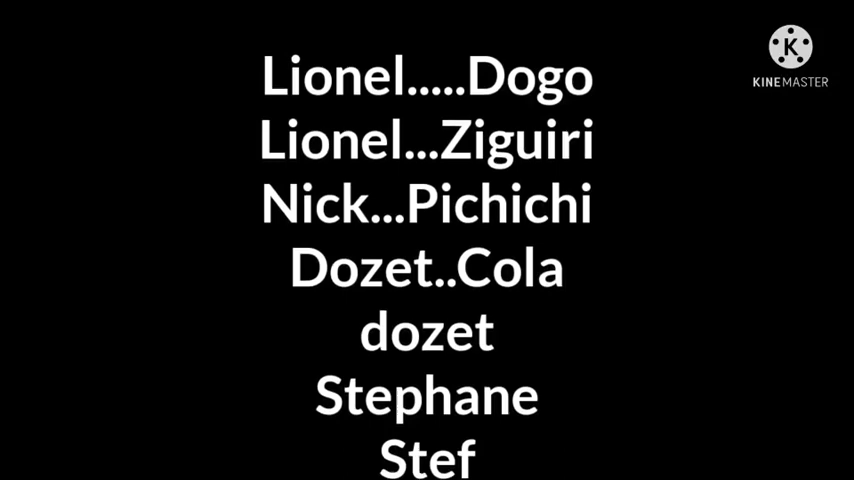 Lionel.....Dogo
Lionel...Ziguiri
Nick...Pichichi
Dozet..Cola
dozet
Stephane
Stef
K
KINEMASTER